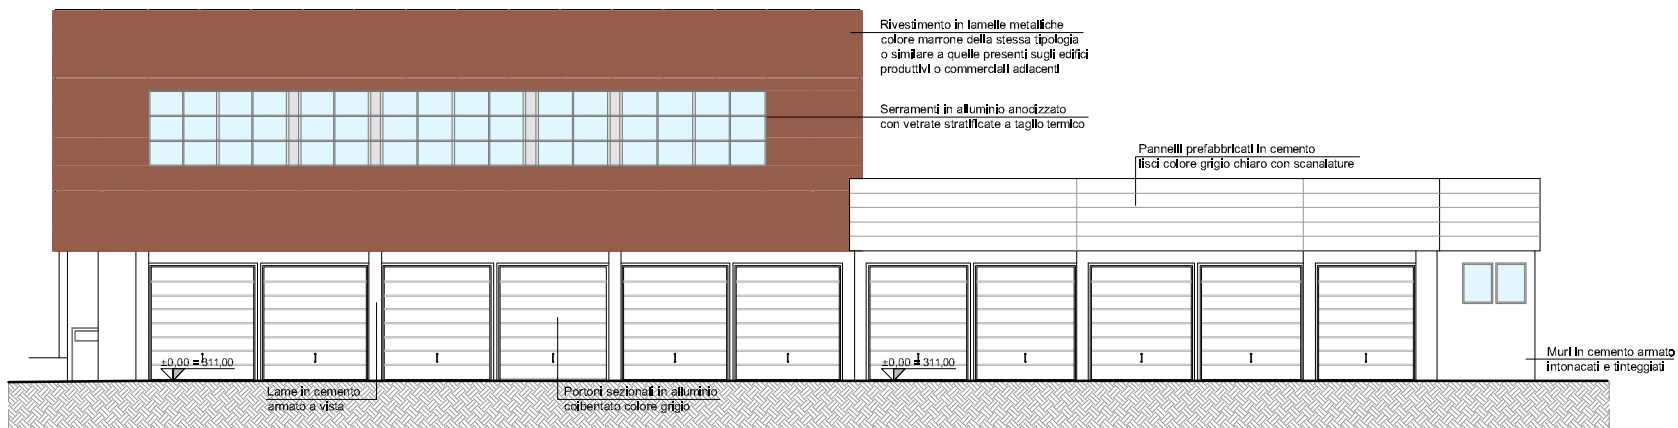 Rivestimento in lamelle metalliche
colore marrone della stessa tipologia
o similare a quelle presenti sugli edifici
produttivi o commerciali adiacenti
Serramenti in alluminio anodizzato
con vetrate stratificate a taglio termico
Pannelli prefabbricati in cemento
lisci colore grigio chiaro con scanalature
±0,00 = 311,00
±0,00 = 311,00
Muri in cemento armato
intonacati e tinteggiati
Lame in cemento
armato a vista
Portoni sezionali in alluminio
coibentato colore grigio